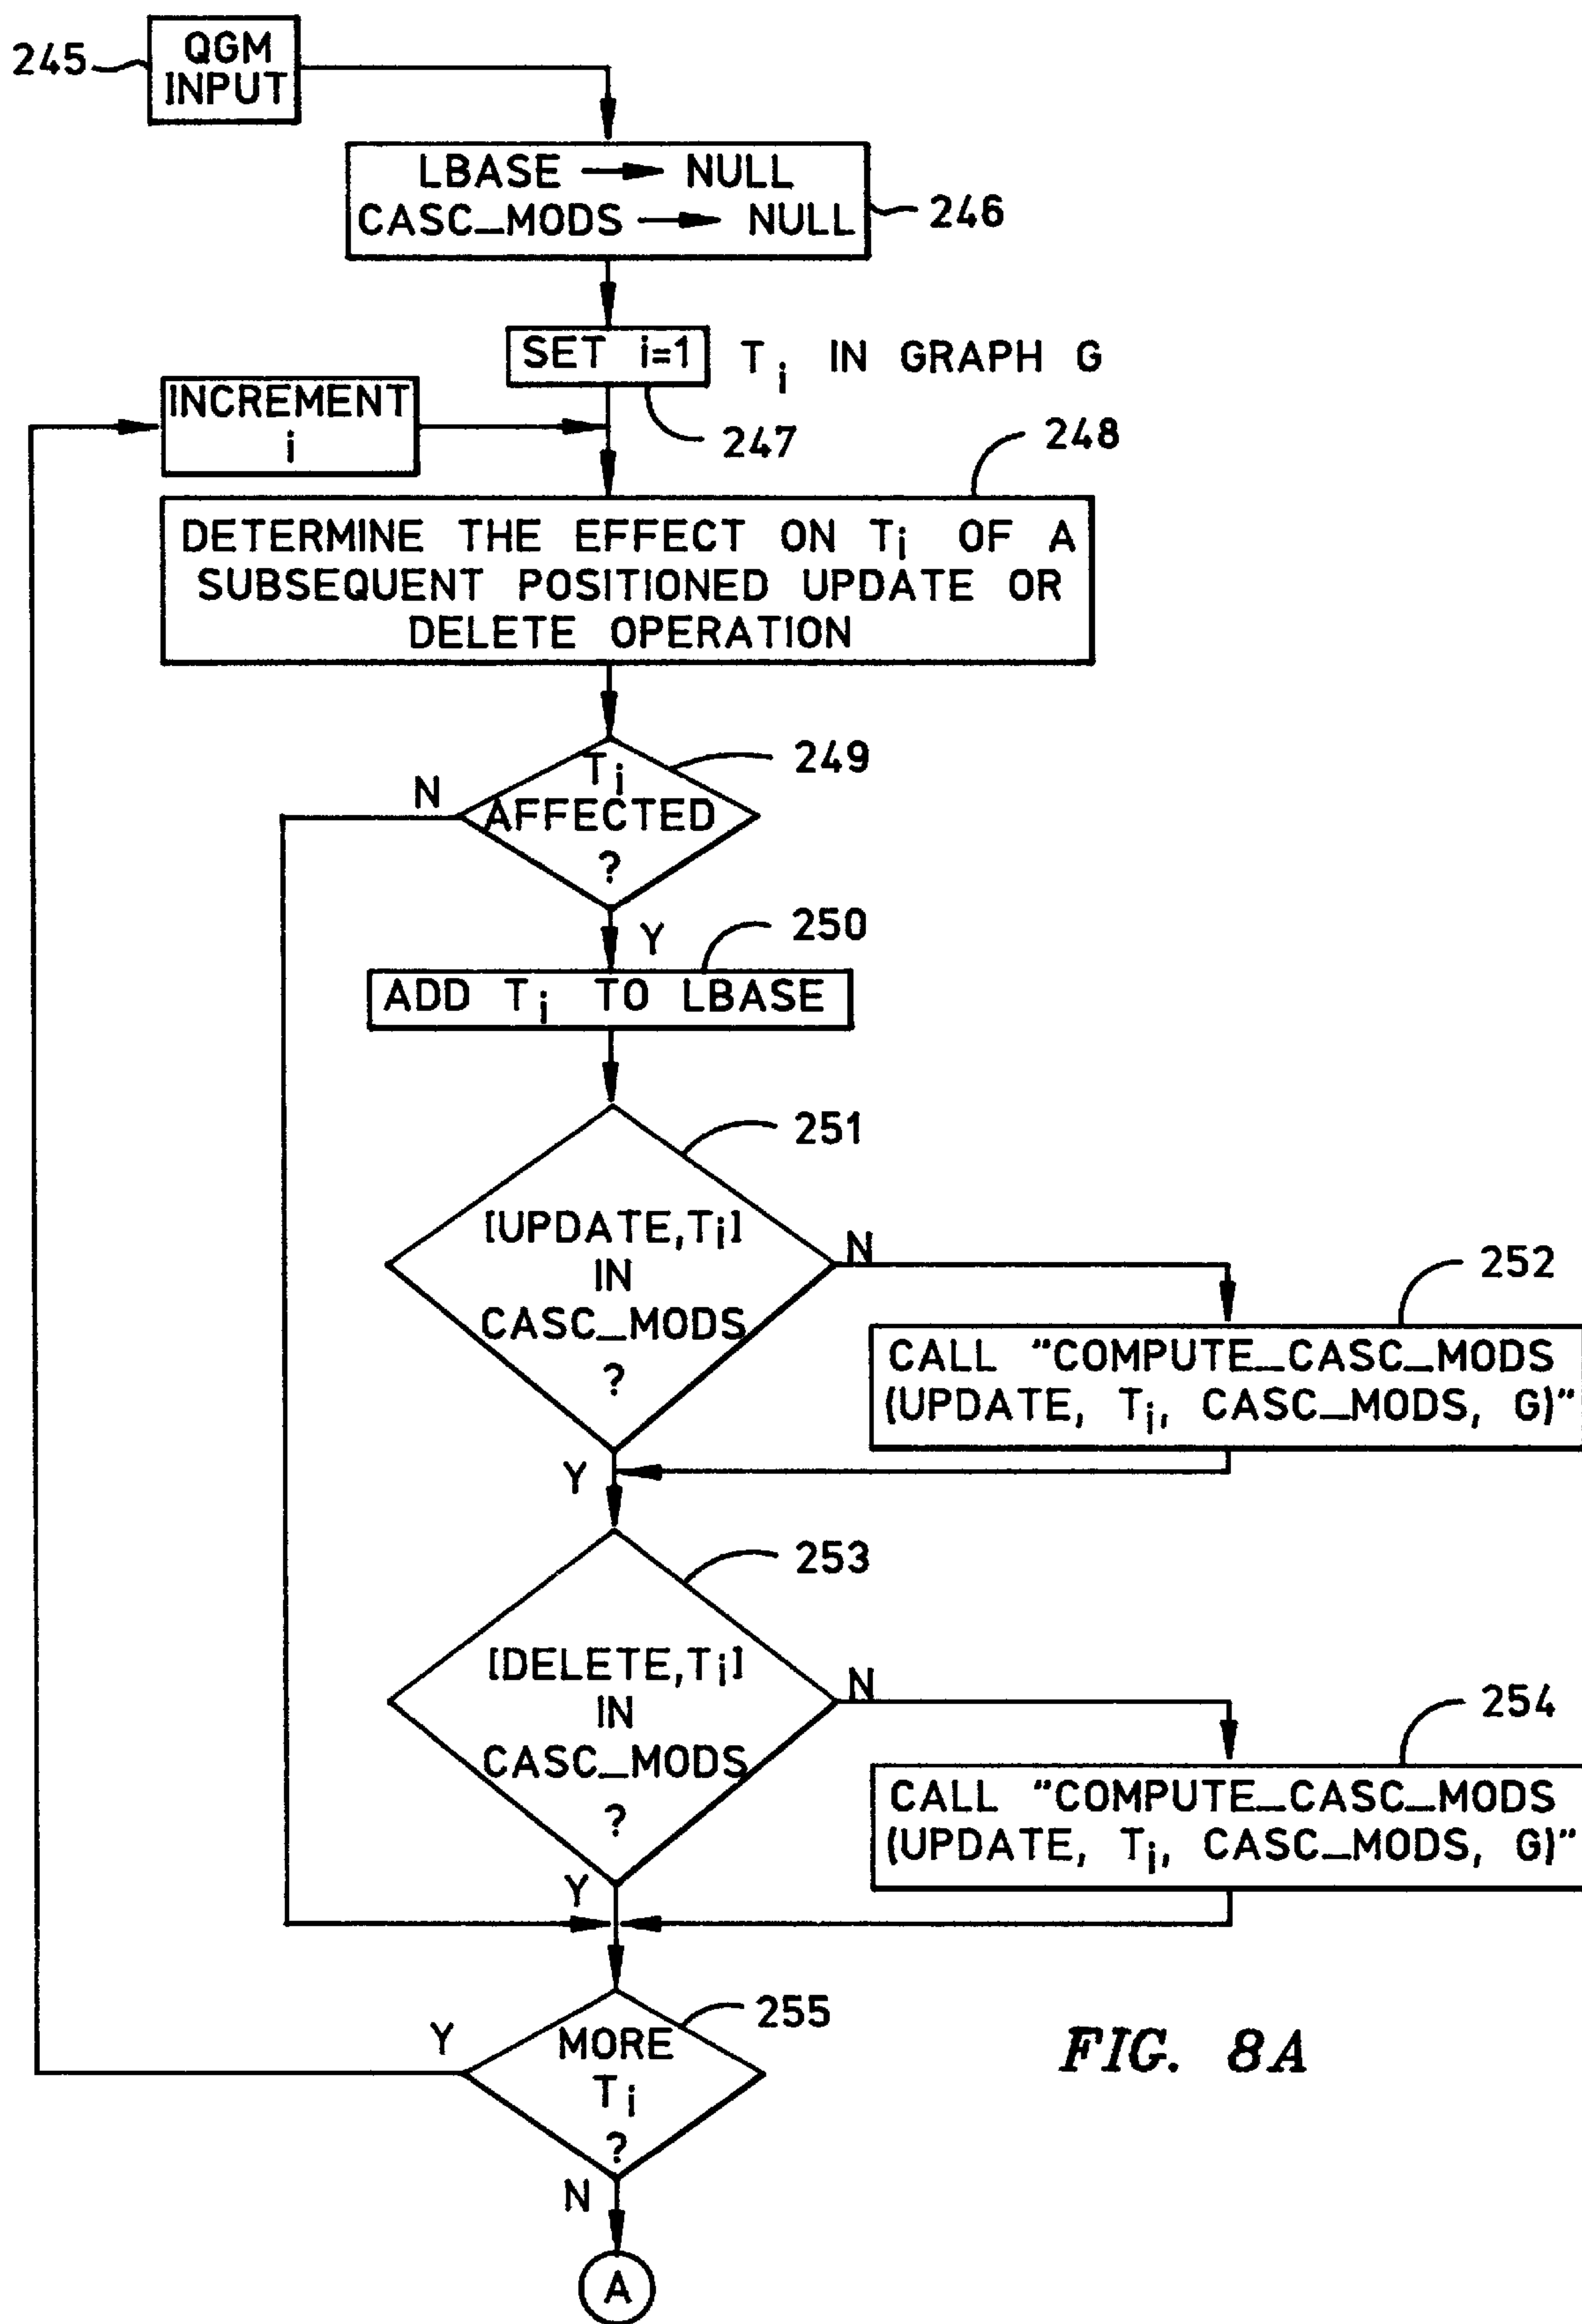 245
QGM
INPUT
LBASE → NULL
CASC_MODS → NULL
246
SET i=1
Ti IN GRAPH G
247
INCREMENT
i
248
DETERMINE THE EFFECT ON Ti OF A
SUBSEQUENT POSITIONED UPDATE OR
DELETE OPERATION
249
Ti
AFFECTED
?
N
Y
250
ADD Ti TO LBASE
251
[UPDATE,Ti]
IN
CASC_MODS
?
N
Y
252
CALL "COMPUTE_CASC_MODS
(UPDATE, Ti, CASC_MODS, G)"
253
[DELETE,Ti]
IN
CASC_MODS
?
N
Y
254
CALL "COMPUTE_CASC_MODS
(UPDATE, Ti, CASC_MODS, G)"
255
MORE
Ti
?
Y
N
A
FIG. 8A